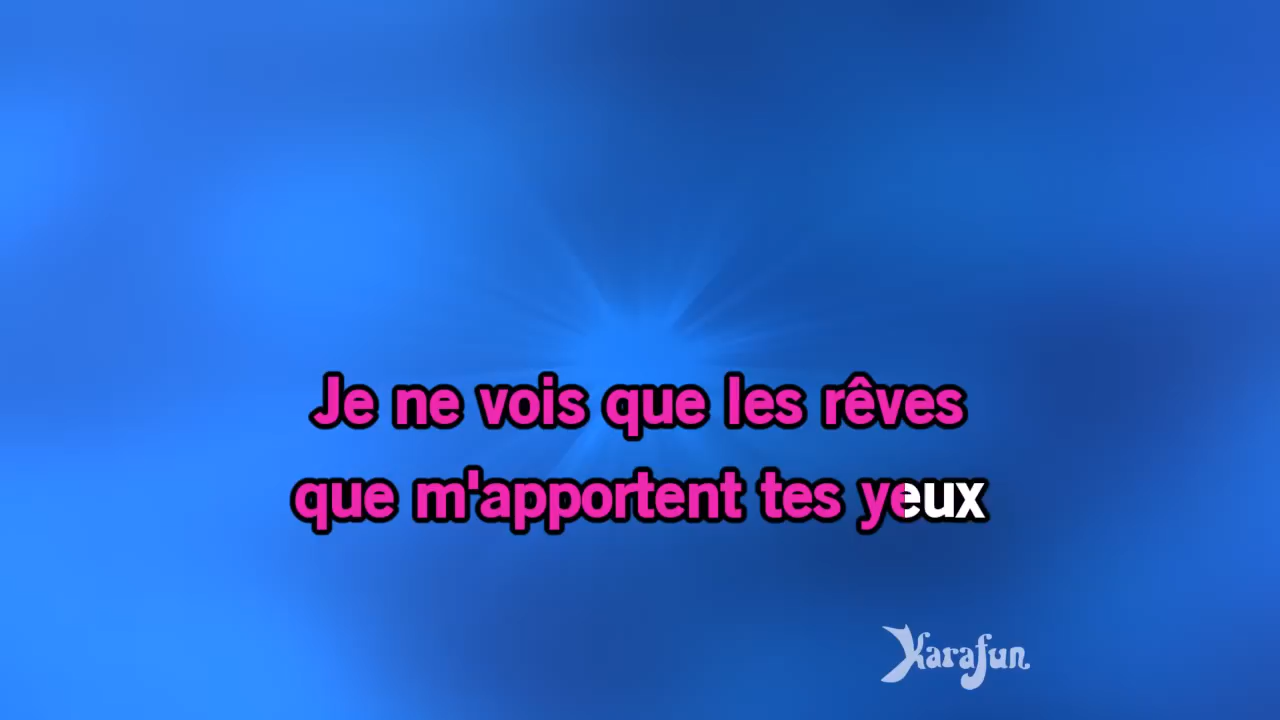 Je ne vois que les rêves
que m'apportent tes yeux
Karafun